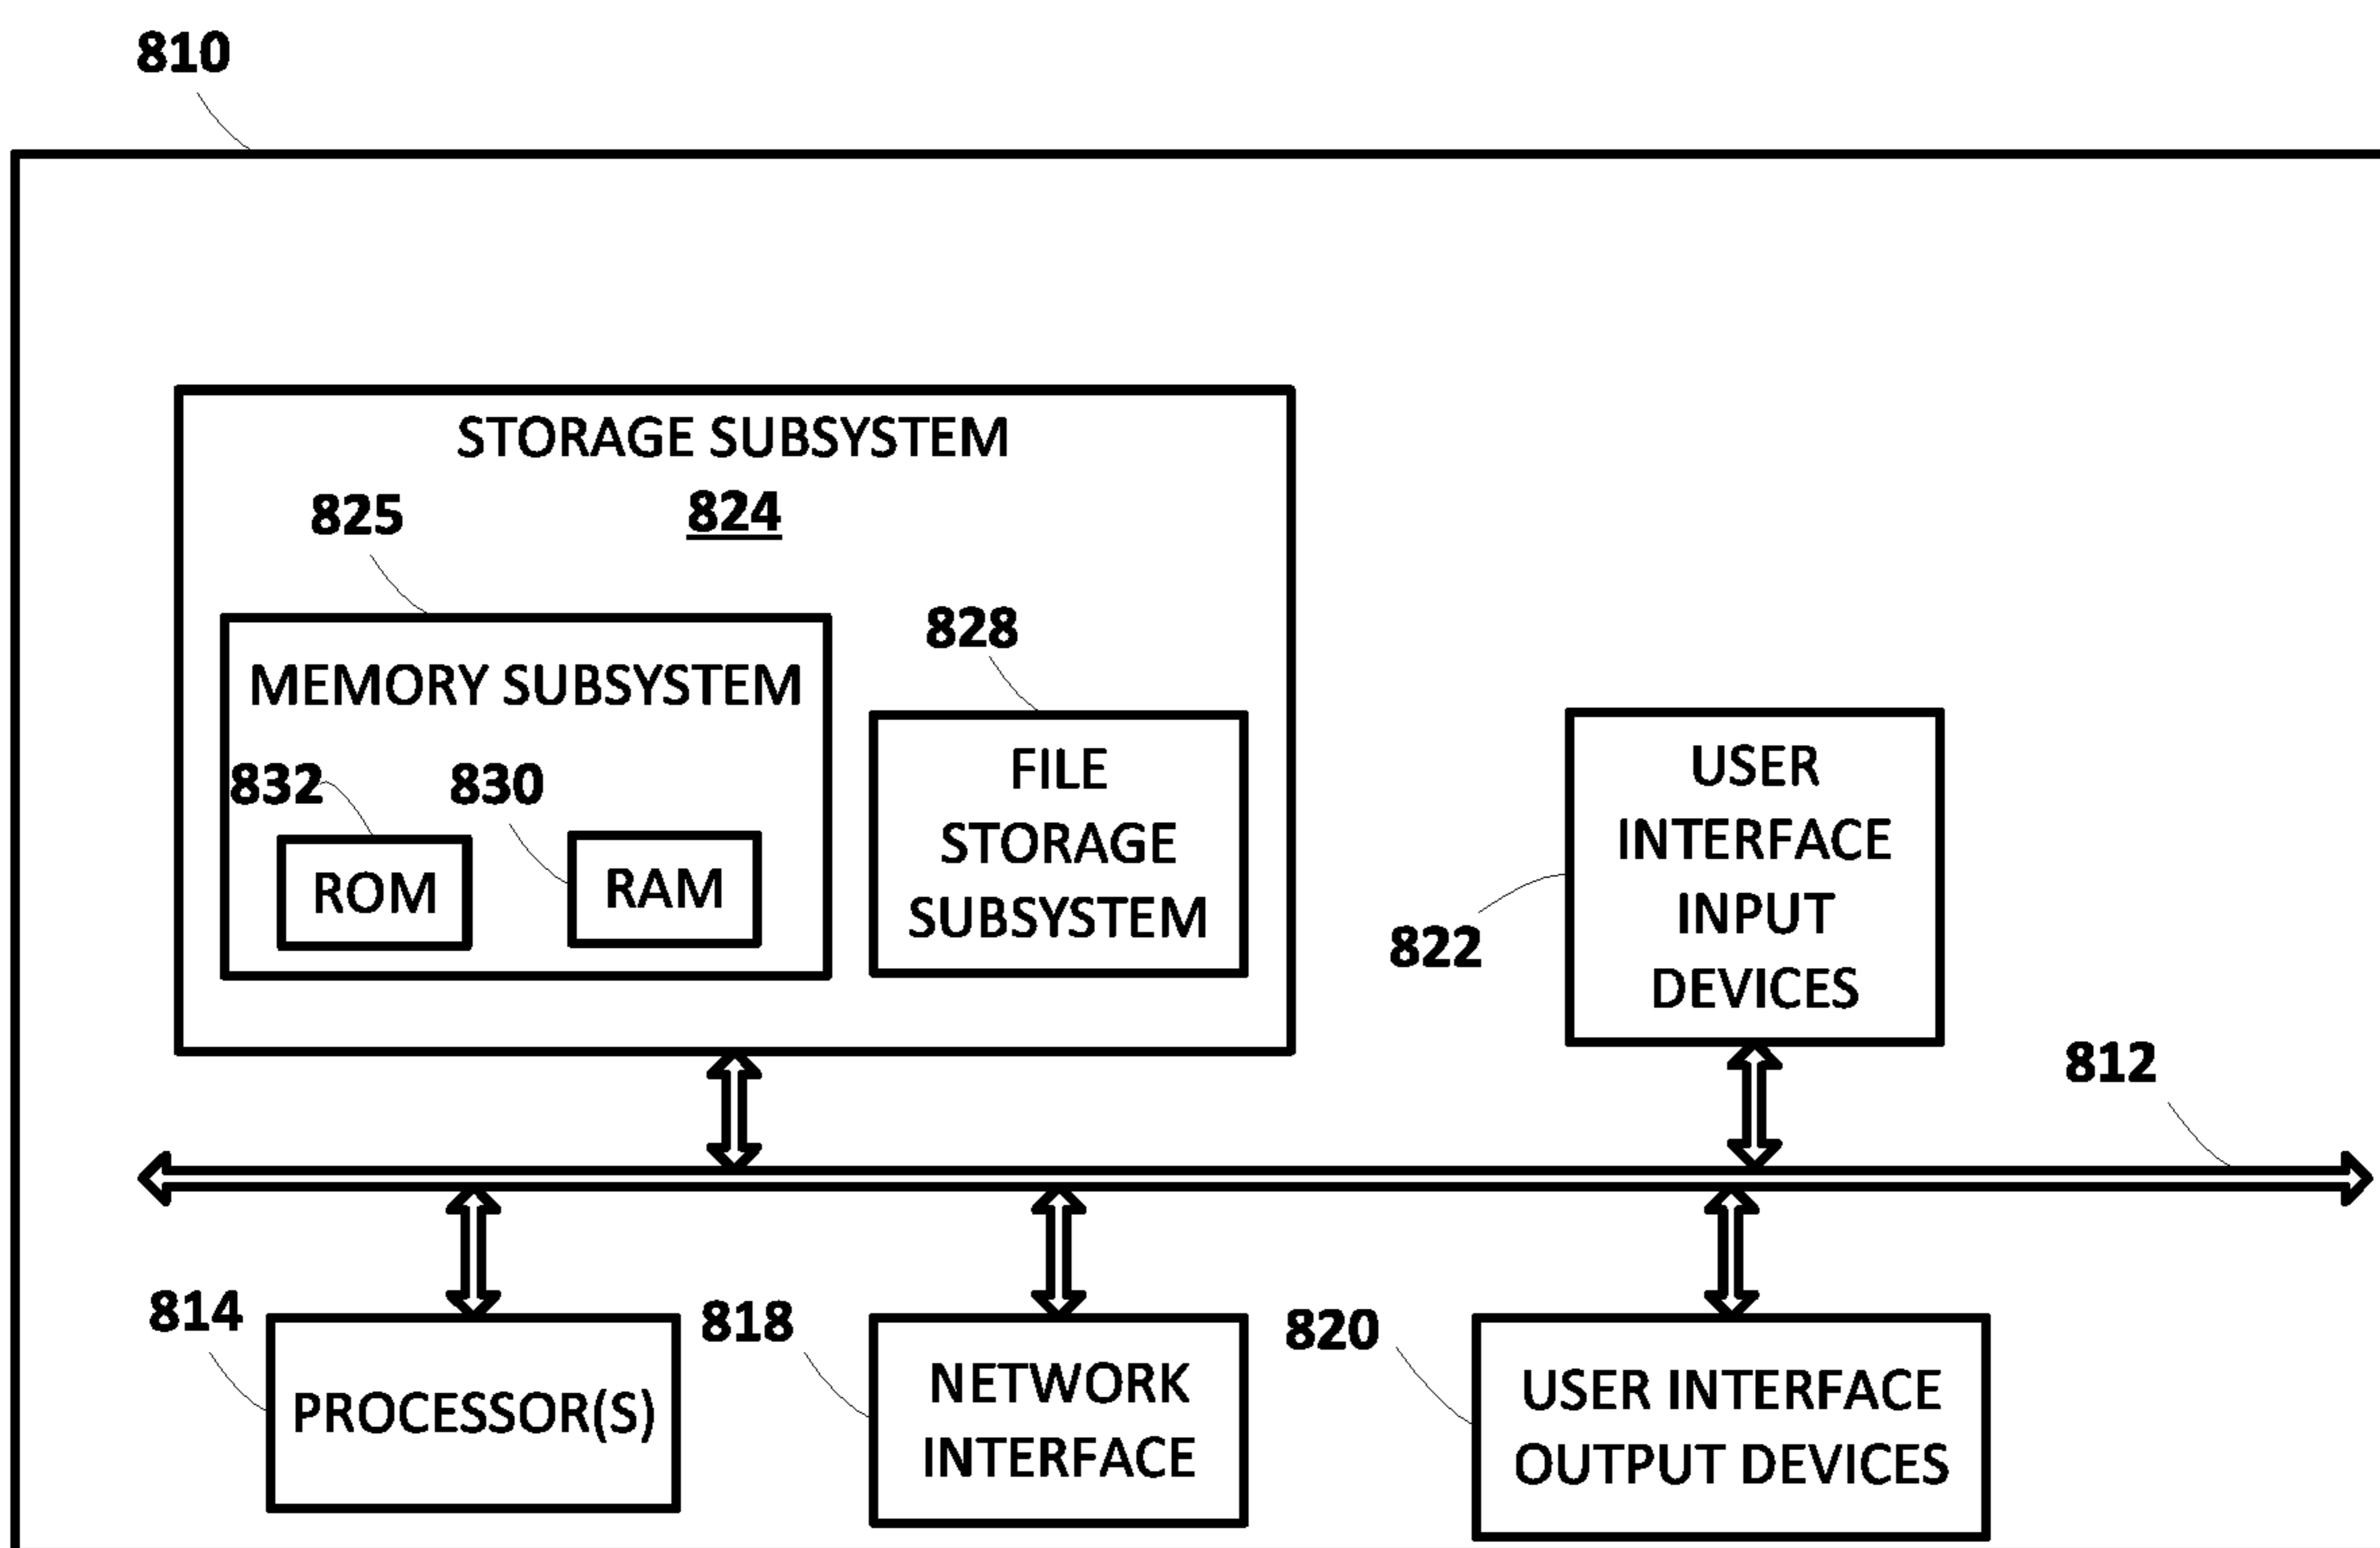 810
STORAGE SUBSYSTEM
824
825
MEMORY SUBSYSTEM
832
830
ROM
RAM
828
FILE
STORAGE
SUBSYSTEM
USER
INTERFACE
INPUT
DEVICES
822
812
814
PROCESSOR(S)
818
NETWORK
INTERFACE
820
USER INTERFACE
OUTPUT DEVICES